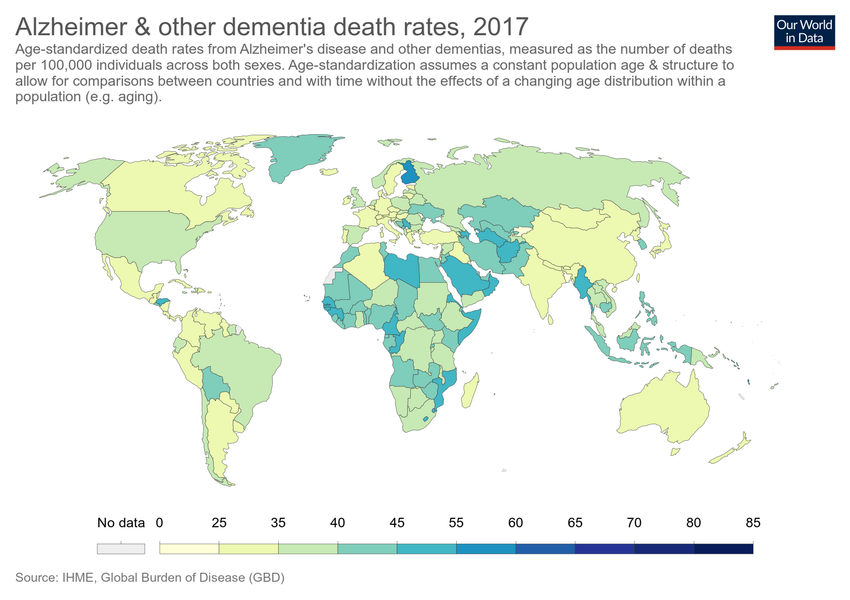 Alzheimer & other dementia death rates, 2017
Our World
in Data
Age-standardized death rates from Alzheimer's disease and other dementias, measured as the number of deaths
per 100,000 individuals across both sexes. Age-standardization assumes a constant population age & structure to
allow for comparisons between countries and with time without the effects of a changing age distribution within a
population (e.g. aging).
No data 0 25 35 40 45 55 60 65 70 80 85
Source: IHME, Global Burden of Disease (GBD)